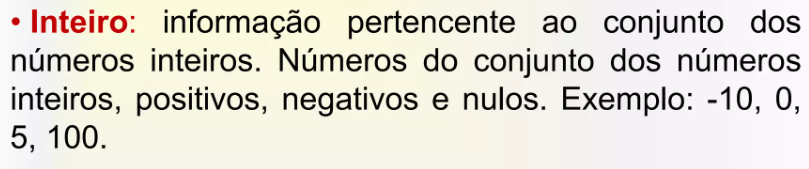 • Inteiro: informação pertencente ao conjunto dos
números inteiros. Números do conjunto dos números
inteiros, positivos, negativos e nulos. Exemplo: -10, 0,
5, 100.